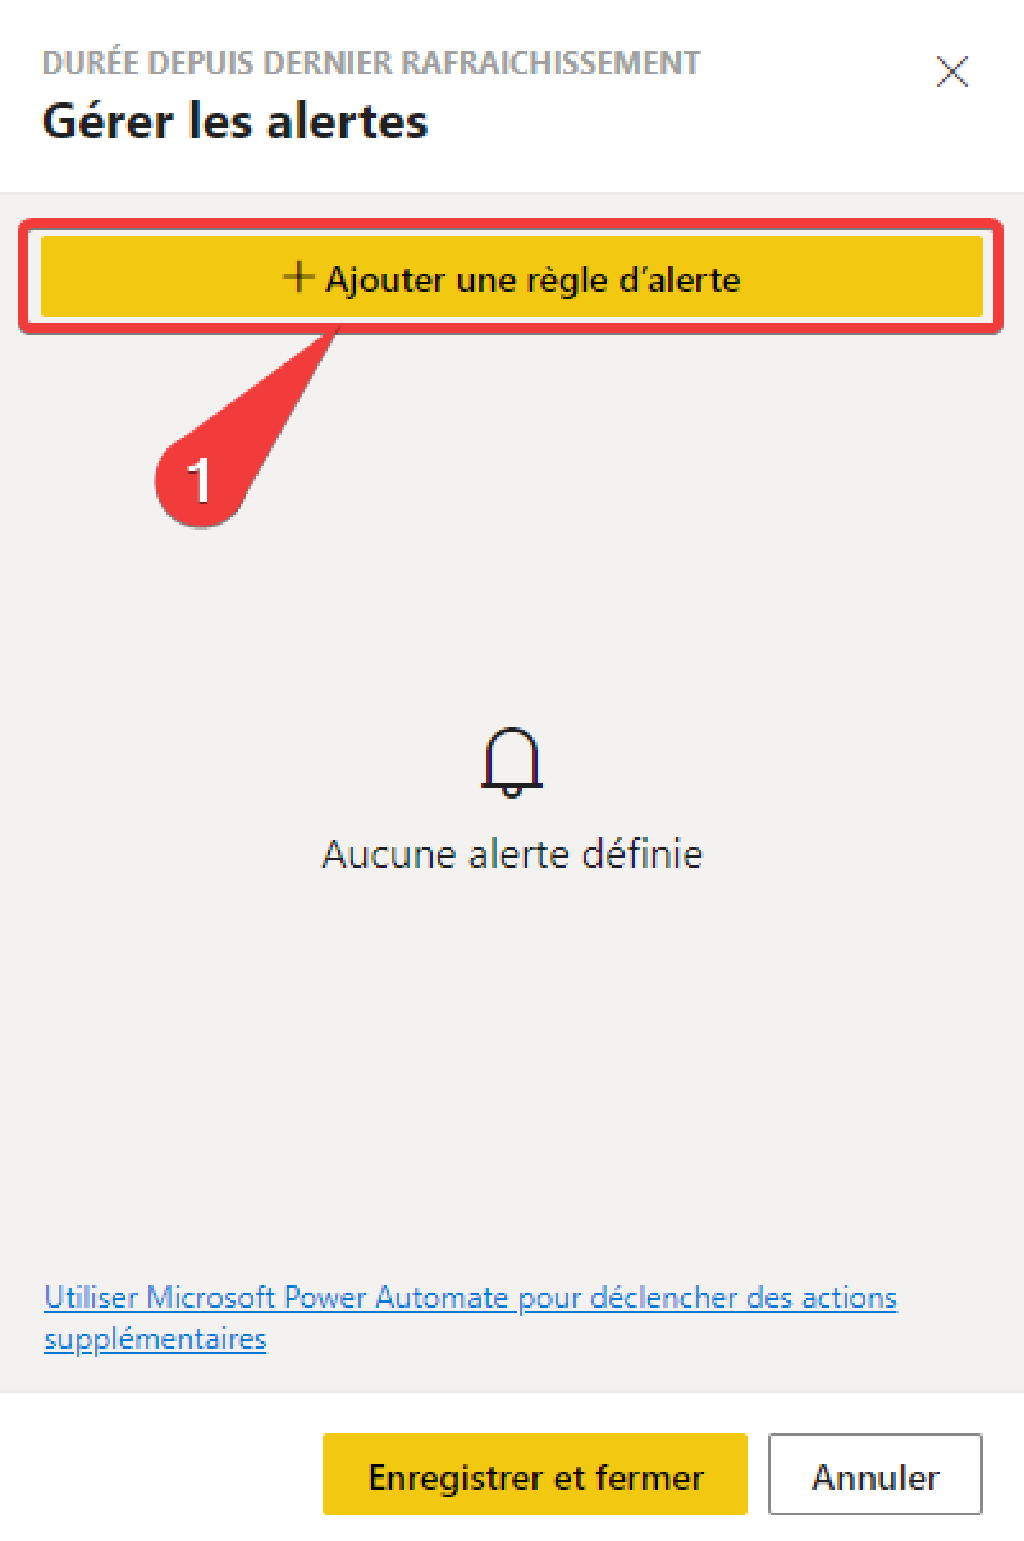 DURÉE DEPUIS DERNIER RAFRAICHISSEMENT
Gérer les alertes
+ Ajouter une règle d'alerte
1
Aucune alerte définie
Utiliser Microsoft Power Automate pour déclencher des actions
supplémentaires
Enregistrer et fermer
Annuler